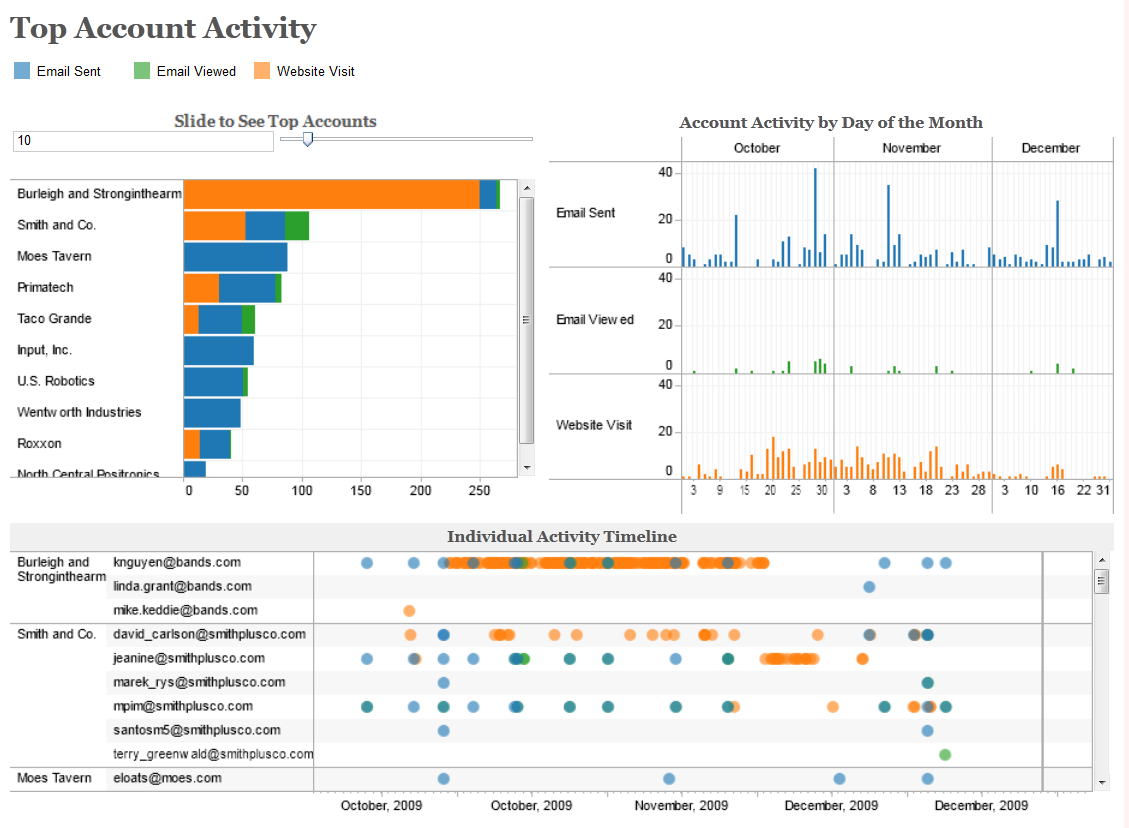 Top Account Activity
Email Sent Email Viewed Website Visit
Slide to See Top Accounts
10
Burleigh and Stronginthearm
Smith and Co.
Moes Tavern
Primatech
Taco Grande
Input, Inc.
U.S. Robotics
Wentworth Industries
Roxxon
North Central Positronics
0 50 100 150 200 250
Account Activity by Day of the Month
October November December
Email Sent
40
20
0
Email Viewed
40
20
0
Website Visit
40
20
0
3 9 15 20 25 30 3 8 13 18 23 28 3 10 16 22 31
Individual Activity Timeline
Burleigh and
Stronginthearm
knguyen@bands.com
linda.grant@bands.com
mike.keddie@bands.com
Smith and Co. david_carlson@smithplusco.com
jeanine@smithplusco.com
marek_rys@smithplusco.com
mpim@smithplusco.com
santosm5@smithplusco.com
terry_greenwald@smithplusco.com
Moes Tavern eloats@moes.com
October, 2009 October, 2009 November, 2009 December, 2009 December, 2009